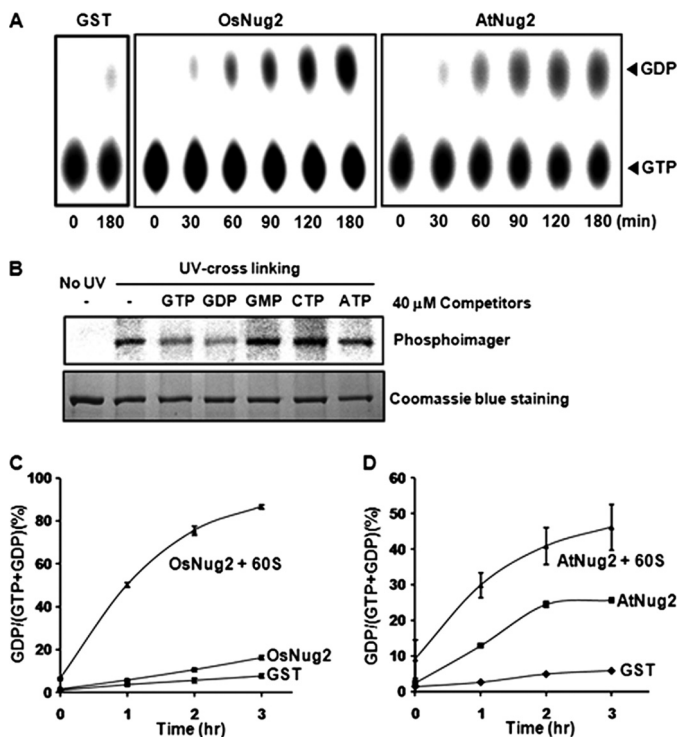 A
GST OsNug2 AtNug2
GDP
GTP
0 180 0 30 60 90 120 180 0 30 60 90 120 180 (min)
B
UV-cross linking
No UV
- - GTP GDP GMP CTP ATP 40 µM Competitors
Phosphoimager
Coomassie blue staining
C
GDP/(GTP+GDP)(%)
100
80
60
40
20
0
OsNug2 + 60S
OsNug2
GST
0 1 2 3
Time (hr)
D
GDP/(GTP+GDP)(%)
60
50
40
30
20
10
0
AtNug2 + 60S
AtNug2
GST
0 1 2 3
Time (hr)